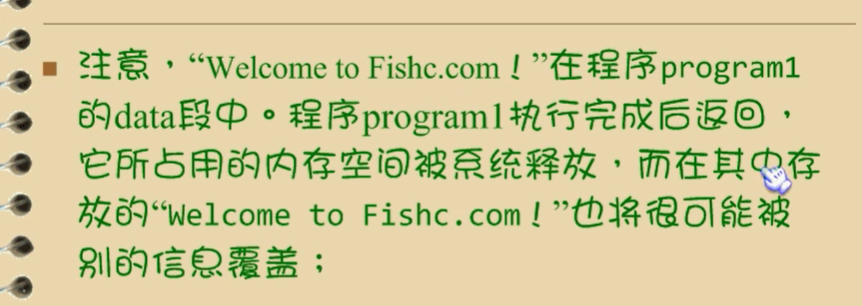 注意，“Welcome to Fishc.com！”在程序program1
的data段中。程序program1执行完成后返回，
它所占用的内存空间被系统释放，而在其中存
放的“Welcome to Fishc.com！”也将很可能被
别的信息覆盖；